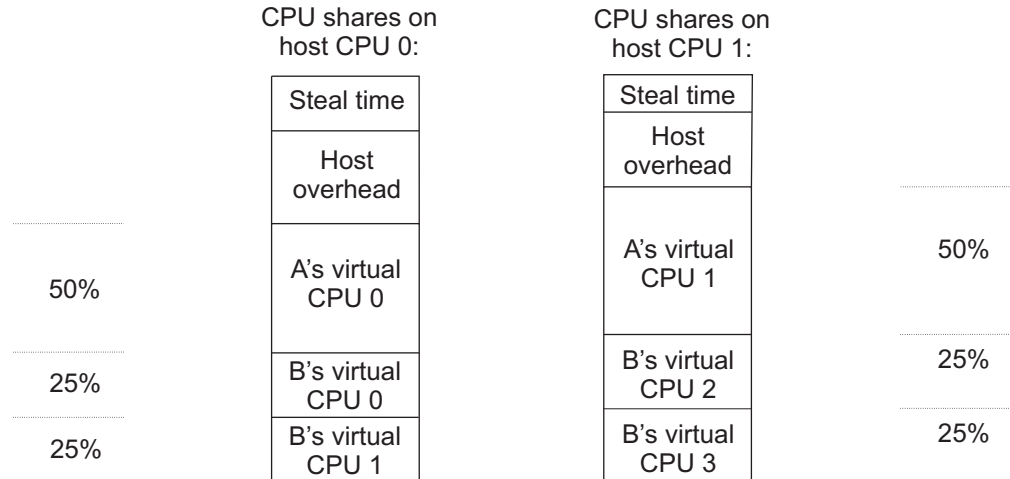 CPU shares on
host CPU 0:
Steal time
Host
overhead
A's virtual
CPU 0
B's virtual
CPU 0
B's virtual
CPU 1
50%
25%
25%
CPU shares on
host CPU 1:
Steal time
Host
overhead
A's virtual
CPU 1
B's virtual
CPU 2
B's virtual
CPU 3
50%
25%
25%